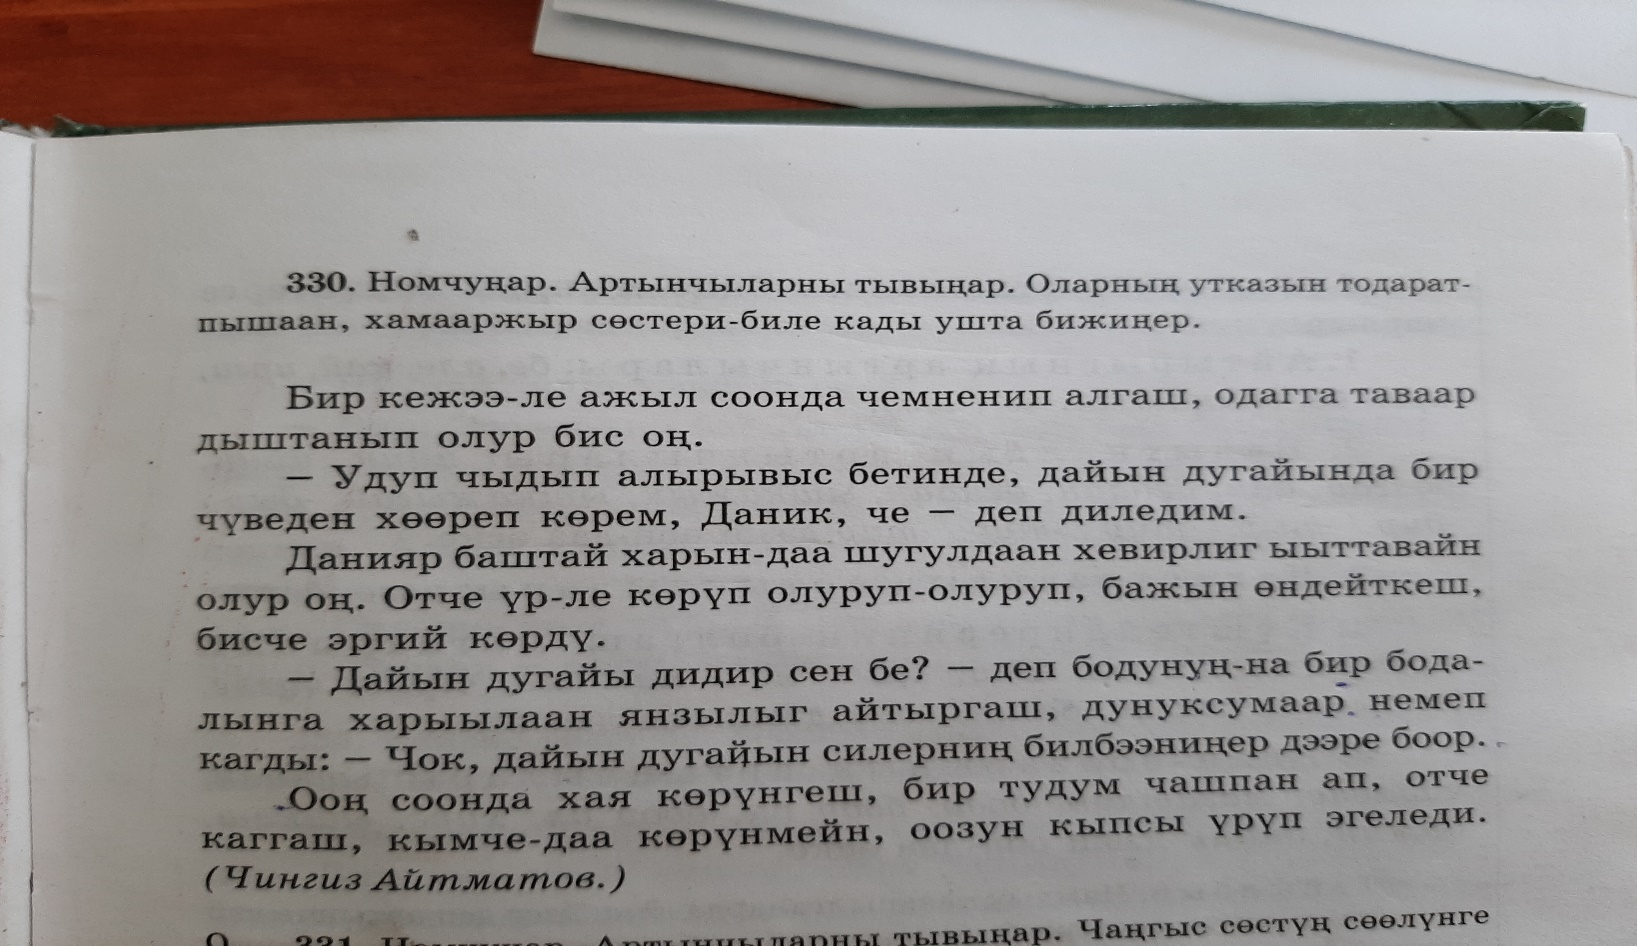 330. Номчуңар. Артынчыларны тывыңар. Оларның утказын тодарат-
пышаан, хамааржыр сөстери-биле кады ушта бижиңер.
Бир кежээ-ле ажыл соонда чемненип алгаш, одагга таваар
дыштанып олур бис оң.
— Удуп чыдып алырывыс бетинде, дайын дугайында бир
чүведен хөөреп көрем, Даник, че — деп диледим.
Данияр баштай харын-даа шугулдаан хевирлиг ыыттавайн
олур оң. Отче үр-ле көрүп олуруп-олуруп, бажын өндейткеш,
бисче эргий көрдү.
— Дайын дугайы дидир сен бе? — деп бодунуң-на бир бода-
лынга харыылаан янзылыг айтыргаш, дунуксумаар немеп
кагды: — Чок, дайын дугайын силерниң билбээниңер дээре боор.
Ооң соонда хая көрүнгеш, бир тудум чашпан ап, отче
каггаш, кымче-даа көрүнмейн, оозун кыпсы үрүп эгеледи.
(Чингиз Айтматов.)
331. Номчуңар. Артынчыларны тывыңар. Чаңгыс сөстүң сөөлүнге